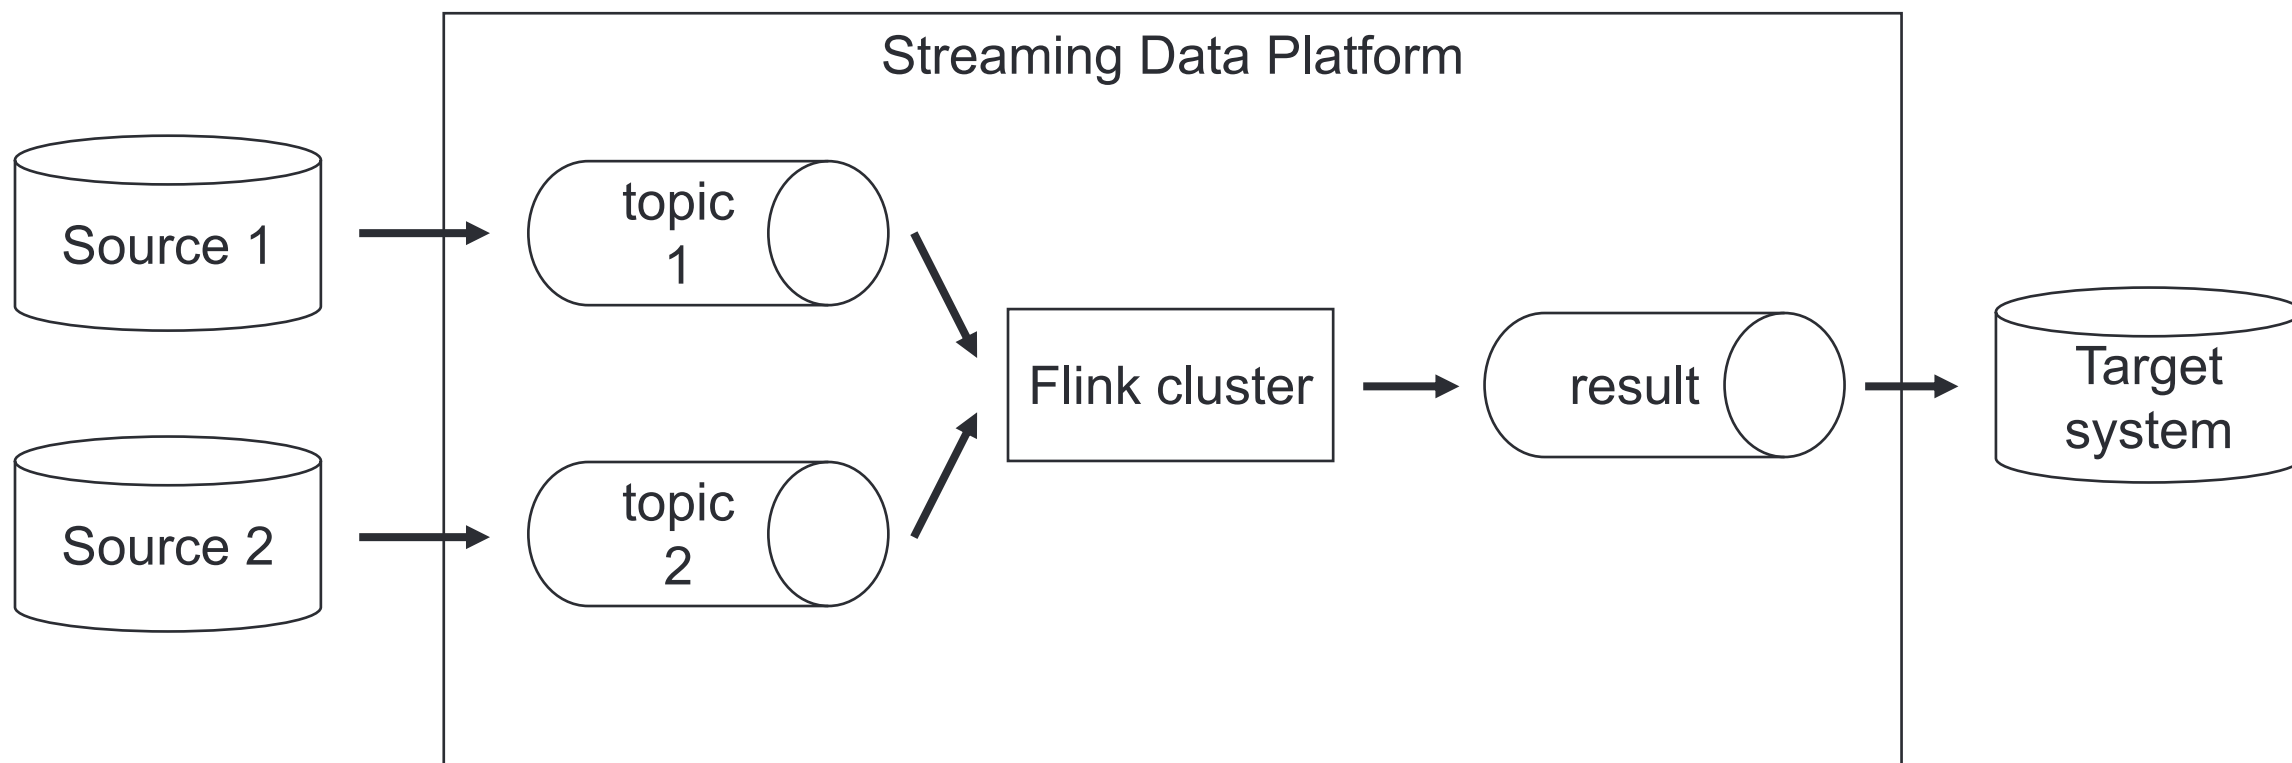 Streaming Data Platform
Source 1
topic
1
Flink cluster
result
Target
system
Source 2
topic
2